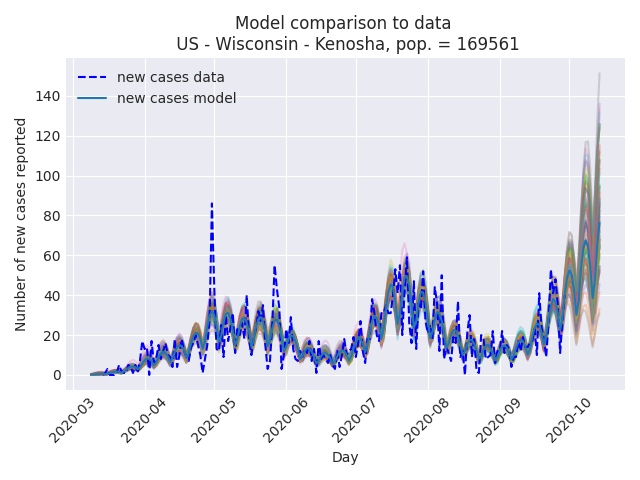 Model comparison to data
US - Wisconsin - Kenosha, pop. = 169561
new cases data
new cases model
Number of new cases reported
140
120
100
80
60
40
20
0
2020-03
2020-04
2020-05
2020-06
2020-07
2020-08
2020-09
2020-10
Day